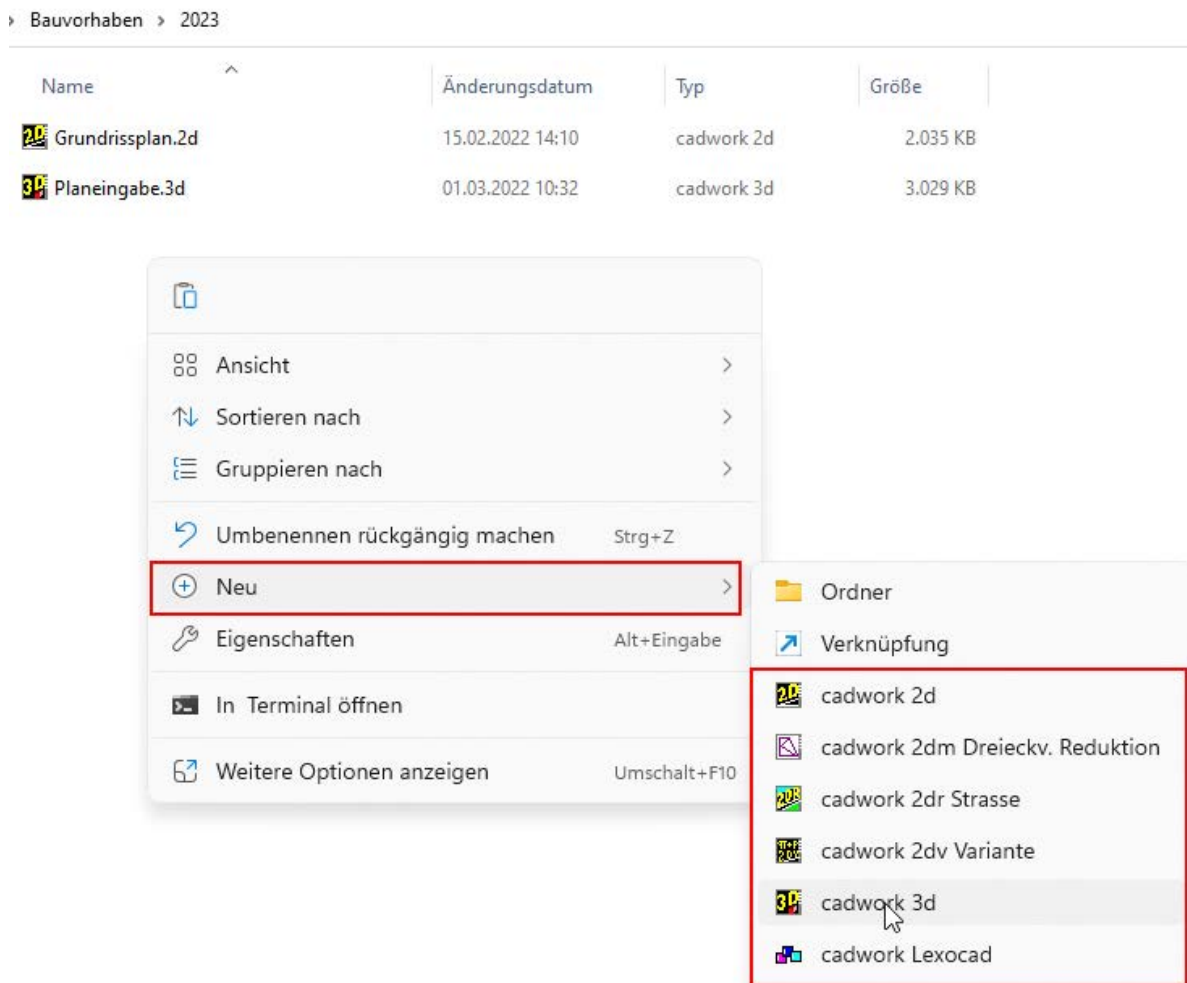 Bauvorhaben > 2023
Name Änderungsdatum Typ Größe
Grundrissplan.2d 15.02.2022 14:10 cadwork 2d 2.035 KB
Planeingabe.3d 01.03.2022 10:32 cadwork 3d 3.029 KB
Ansicht
Sortieren nach
Gruppieren nach
Umbenennen rückgängig machen Strg+Z
Neu
Eigenschaften Alt+Eingabe
In Terminal öffnen
Weitere Optionen anzeigen Umschalt+F10
Ordner
Verknüpfung
cadwork 2d
cadwork 2dm Dreieckv. Reduktion
cadwork 2dr Strasse
cadwork 2dv Variante
cadwork 3d
cadwork Lexocad